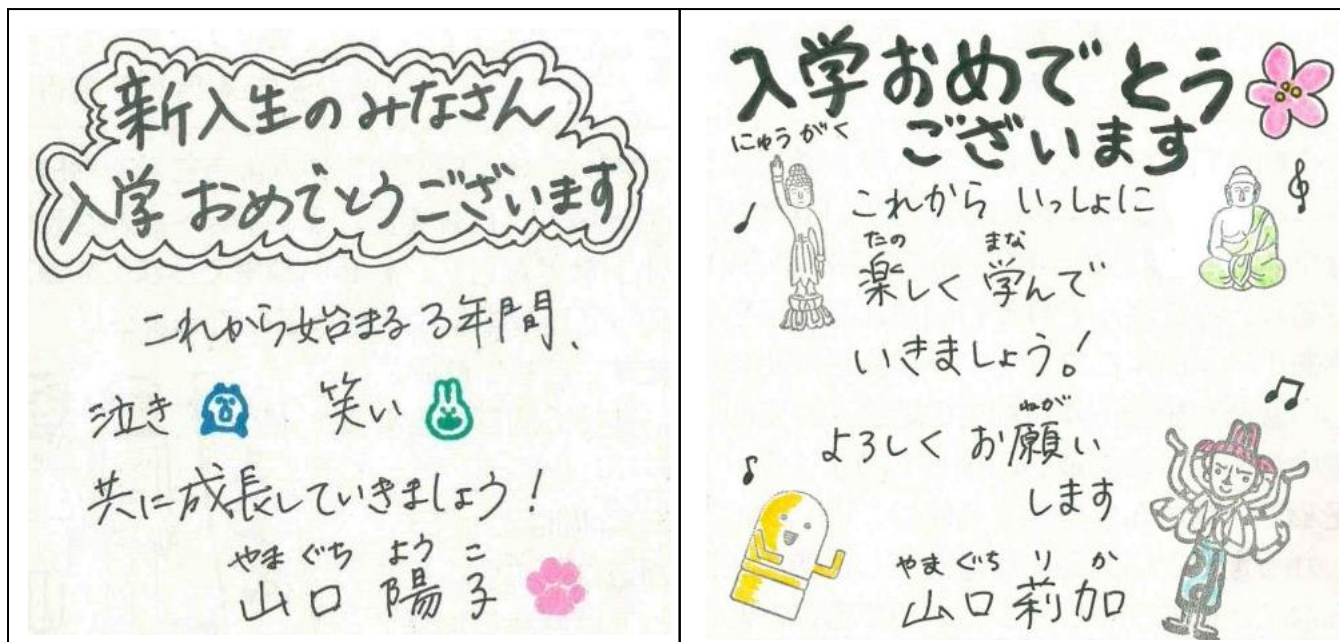 新入生のみなさん
入学おめでとうございます
これから始まる3年間、
泣き 笑い
共に成長していきましょう！
やま ぐち よう こ
山口 陽子
入学おめでとう
にゅうがく
ございます
これから いっしょに
たの まな
楽しく 学んで
いきましょう！
ねが
よろしく お願い
します
やま ぐち り か
山口 莉加